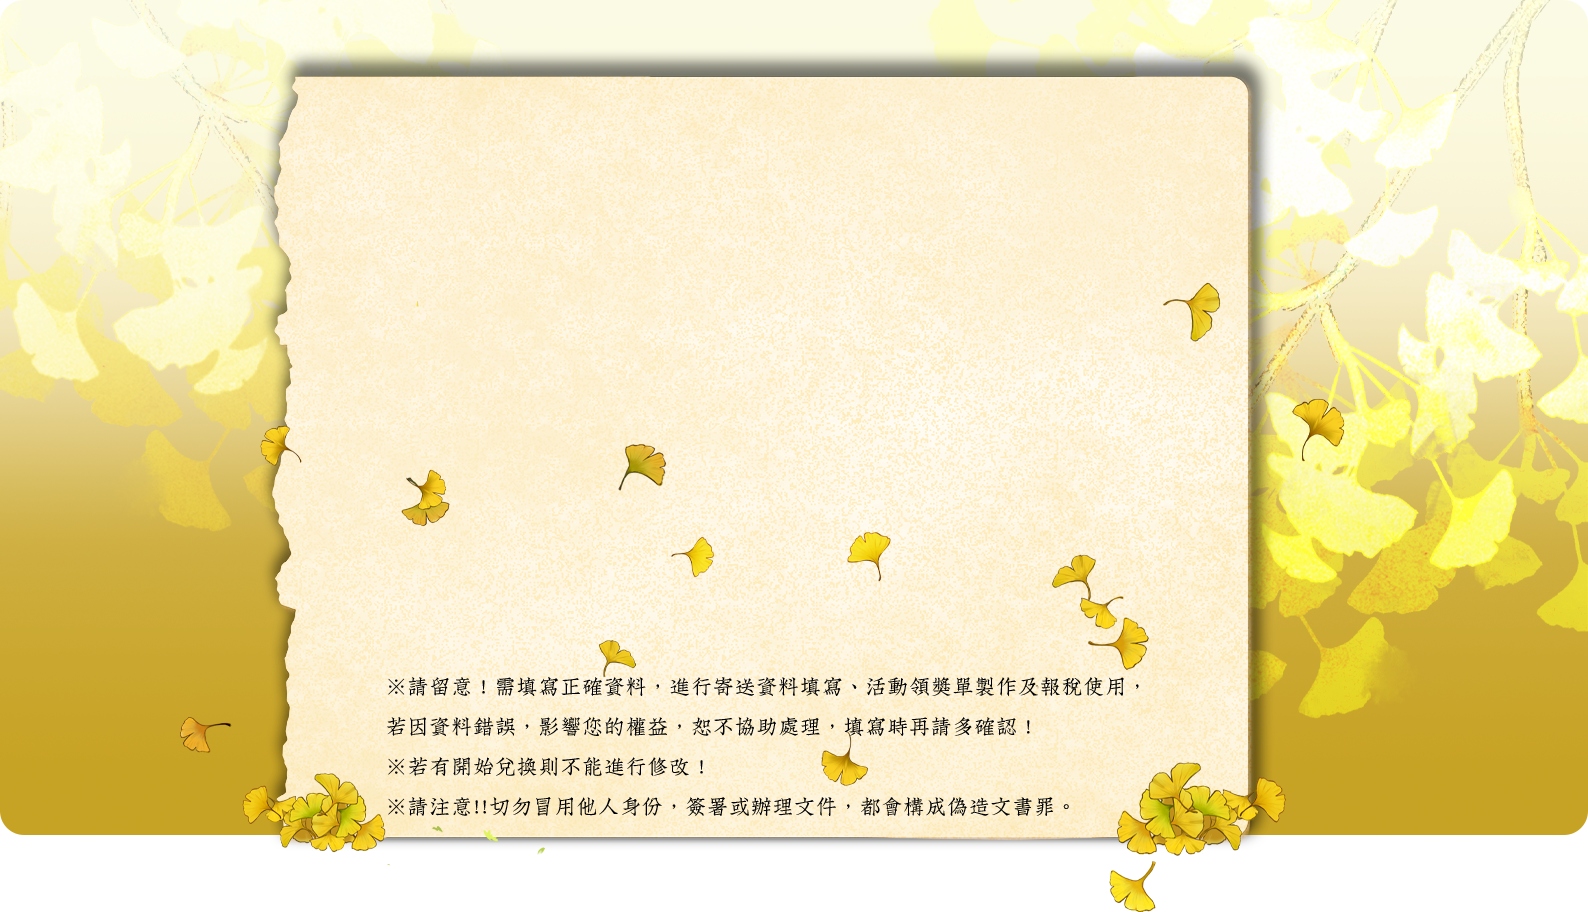 ※請留意！需填寫正確資料，進行寄送資料填寫、活動領獎單製作及報稅使用，
若因資料錯誤，影響您的權益，恕不協助處理，填寫時再請多確認！
※若有開始兌換則不能進行修改！
※請注意!!切勿冒用他人身份，簽署或辦理文件，都會構成偽造文書罪。